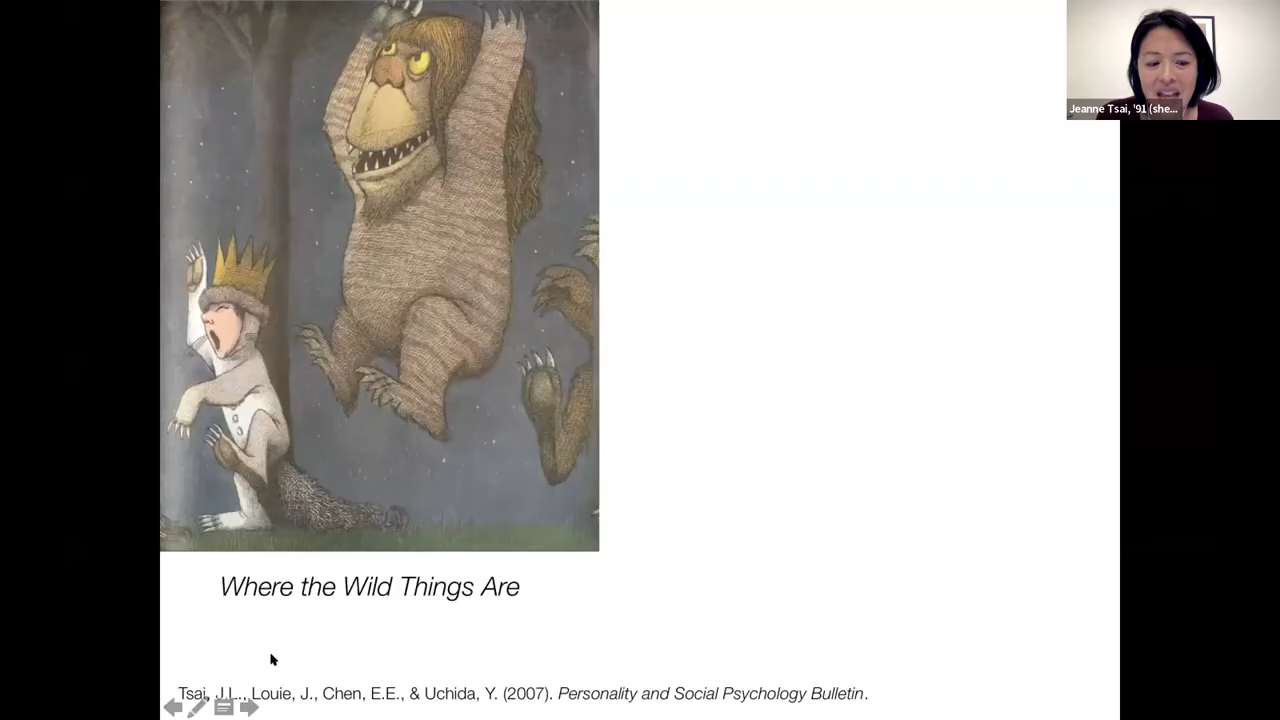 Jeanne Tsai, '91 (she...
Where the Wild Things Are
Tsai, J.L., Louie, J., Chen, E.E., & Uchida, Y. (2007). Personality and Social Psychology Bulletin.